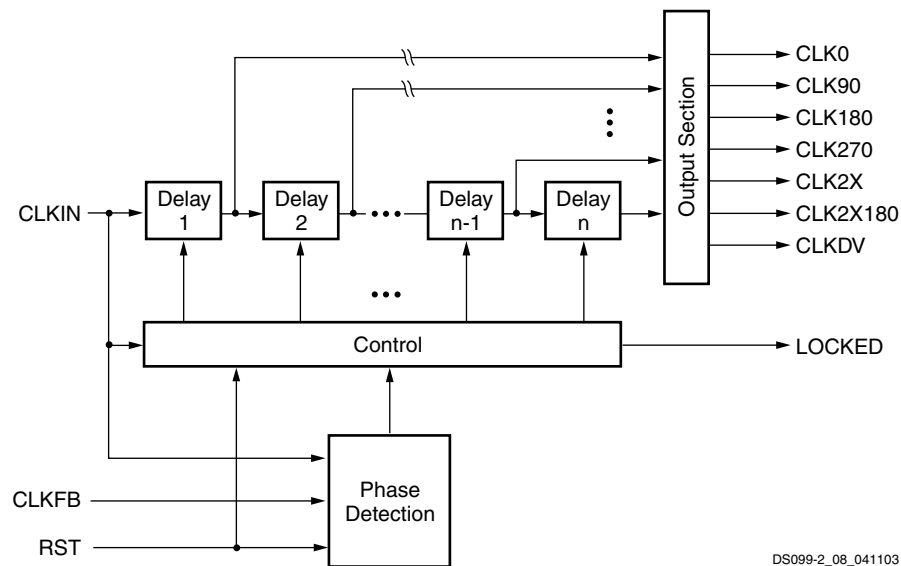 CLK0
CLK90
CLK180
CLK270
CLK2X
CLK2X180
CLKDV
Output Section
CLKIN
Delay
1
Delay
2
Delay
n-1
Delay
n
Control
LOCKED
Phase
Detection
CLKFB
RST
DS099-2_08_041103